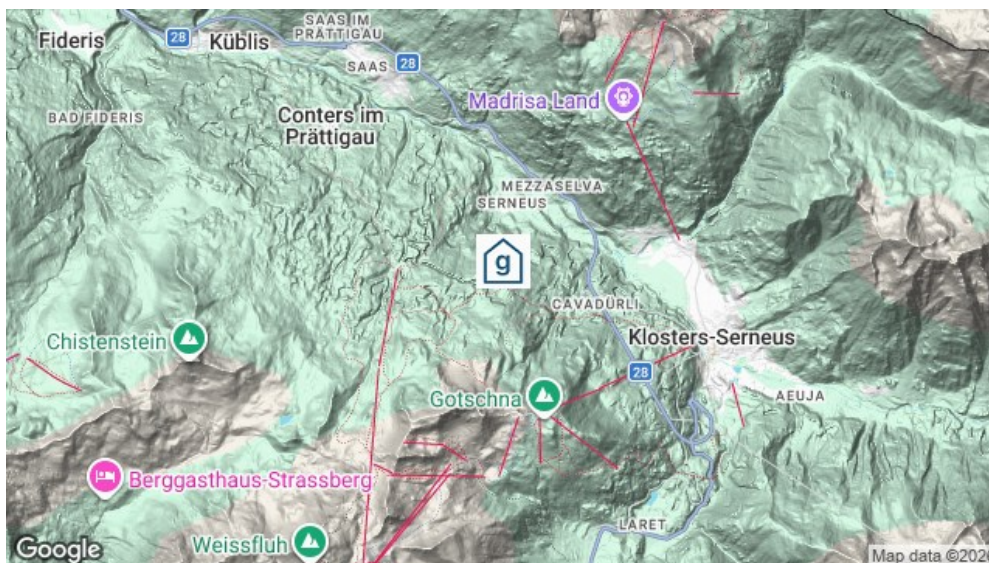 SAAS IM
PRÄTTIGAU
Fideris
28
Küblis
28
SAAS
Madrisa Land
BAD FIDERIS
Conters im
Prättigau
MEZZASELVA
SERNEUS
g
CAVADÜRLI
Klosters-Serneus
Chistenstein
28
Gotschna
AEUJA
Berggasthaus-Strassberg
LARET
Weissfluh
Google
Map data ©2026